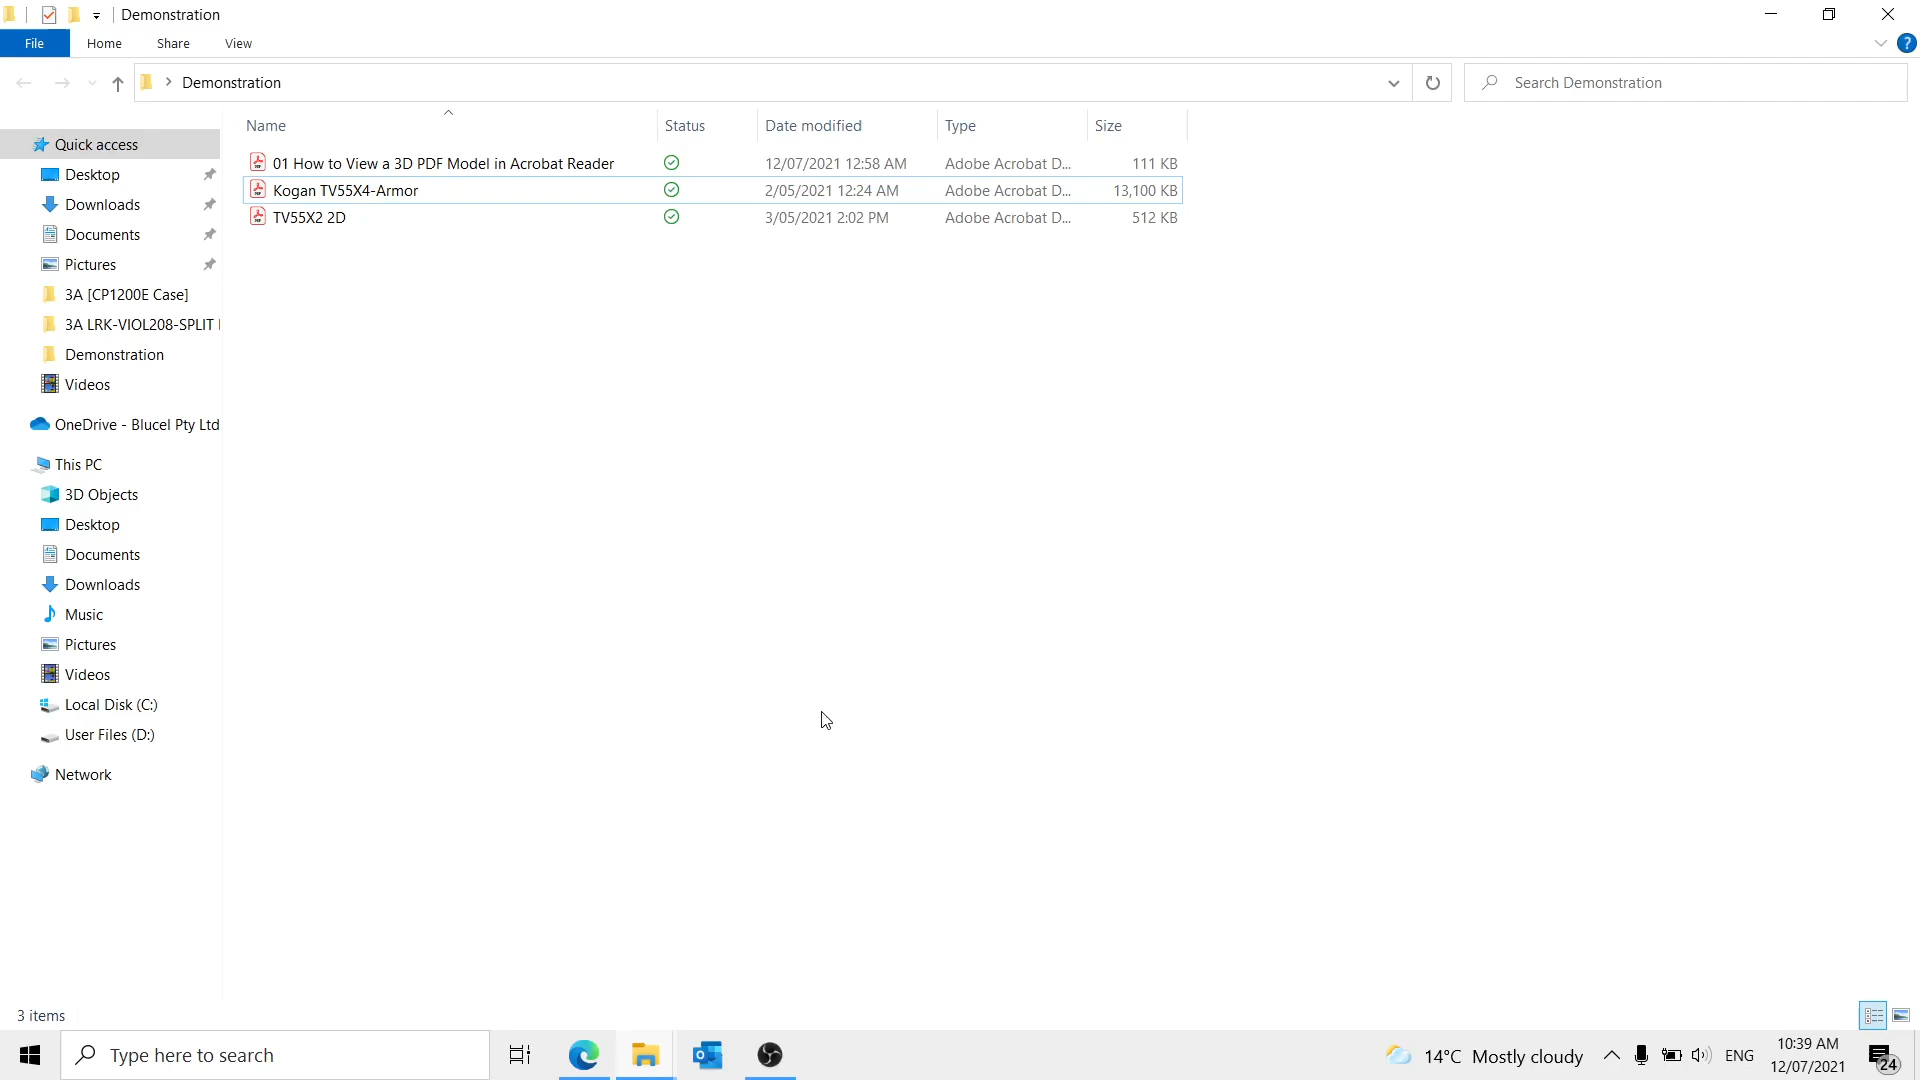 Demonstration
File Home Share View
Demonstration
Search Demonstration
Name Status Date modified Type Size
Quick access
Desktop
Downloads
Documents
Pictures
3A [CP1200E Case]
3A LRK-VIOL208-SPLIT
Demonstration
Videos
OneDrive - Blucel Pty Ltd
This PC
3D Objects
Desktop
Documents
Downloads
Music
Pictures
Videos
Local Disk (C:)
User Files (D:)
Network
01 How to View a 3D PDF Model in Acrobat Reader 12/07/2021 12:58 AM Adobe Acrobat D... 111 KB
Kogan TV55X4-Armor 2/05/2021 12:24 AM Adobe Acrobat D... 13,100 KB
TV55X2 2D 3/05/2021 2:02 PM Adobe Acrobat D... 512 KB
3 items
Type here to search
14°C Mostly cloudy
ENG
10:39 AM
12/07/2021
24